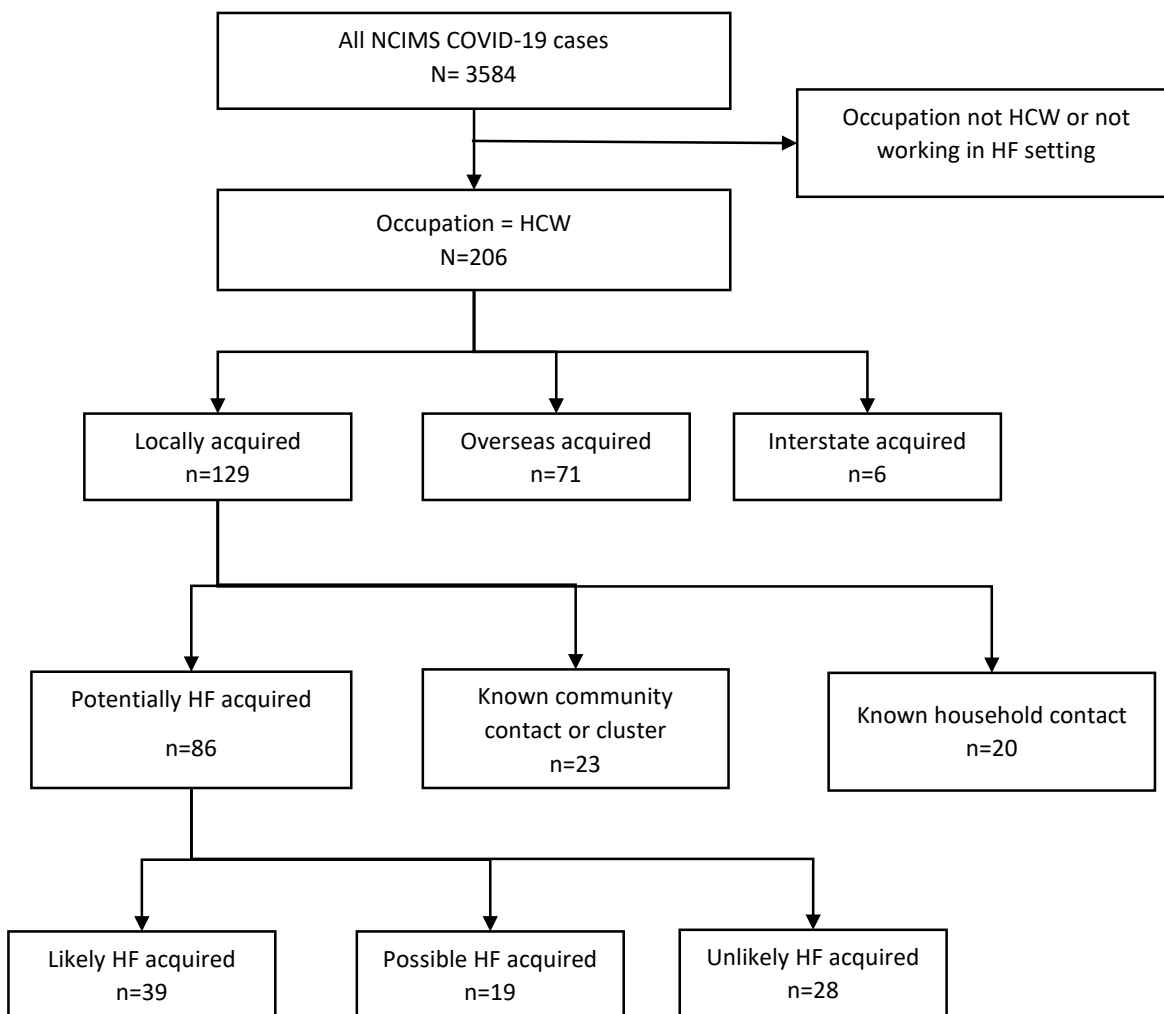 All NCIMS COVID-19 cases
N= 3584
Occupation not HCW or not
working in HF setting
Occupation = HCW
N=206
Locally acquired
n=129
Overseas acquired
n=71
Interstate acquired
n=6
Potentially HF acquired
n=86
Known community
contact or cluster
n=23
Known household contact
n=20
Likely HF acquired
n=39
Possible HF acquired
n=19
Unlikely HF acquired
n=28